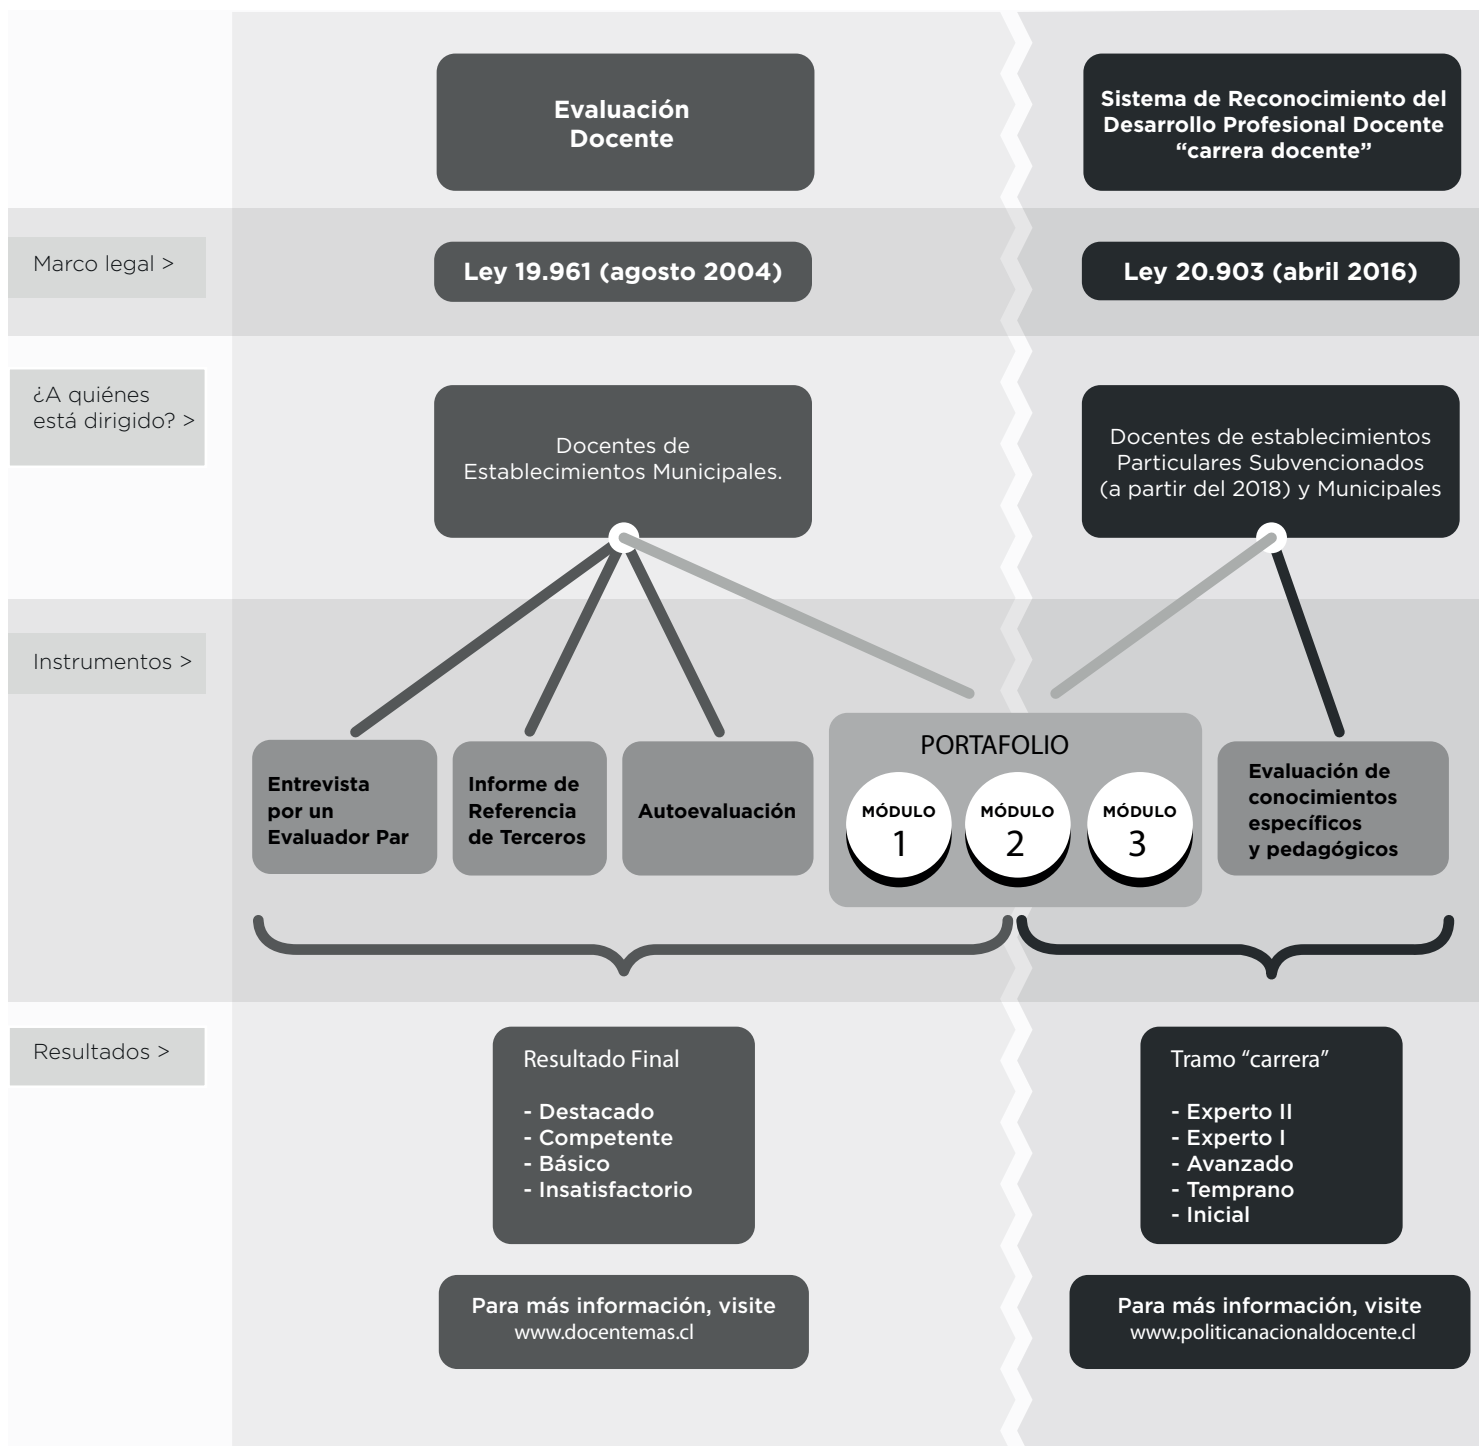 Evaluación
Docente
Sistema de Reconocimiento del
Desarrollo Profesional Docente
“carrera docente”
Marco legal >
Ley 19.961 (agosto 2004)
Ley 20.903 (abril 2016)
¿A quiénes
está dirigido? >
Docentes de
Establecimientos Municipales.
Docentes de establecimientos
Particulares Subvencionados
(a partir del 2018) y Municipales
Instrumentos >
Entrevista
por un
Evaluador Par
Informe de
Referencia
de Terceros
Autoevaluación
PORTAFOLIO
MÓDULO
1
MÓDULO
2
MÓDULO
3
Evaluación de
conocimientos
específicos
y pedagógicos
Resultados >
Resultado Final
- Destacado
- Competente
- Básico
- Insatisfactorio
Tramo “carrera”
- Experto II
- Experto I
- Avanzado
- Temprano
- Inicial
Para más información, visite
www.docentemas.cl
Para más información, visite
www.politicanacionaldocente.cl